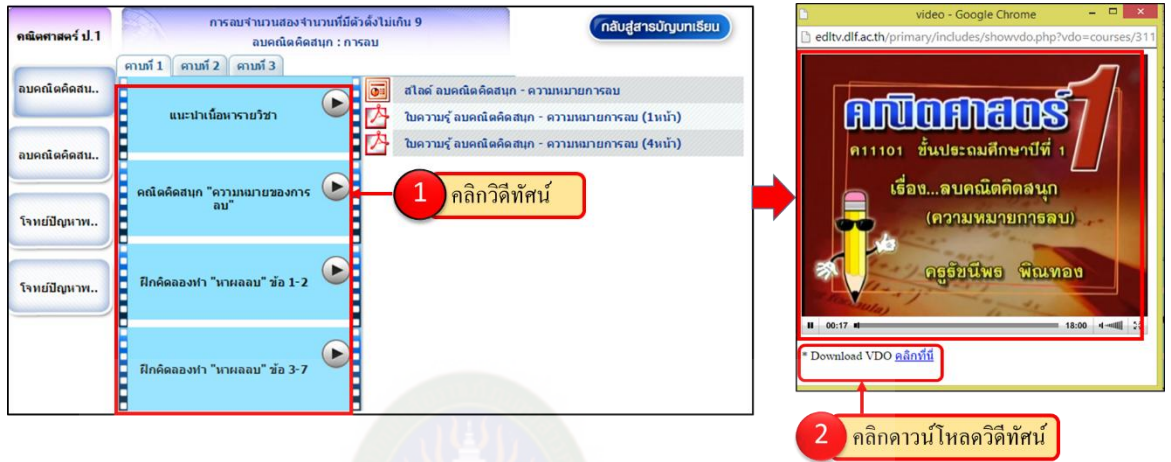 คณิตศาสตร์ ป.1
การลบจำนวนสองจำนวนที่มีตัวตั้งไม่เกิน 9
ลบคณิตคิดสนุก : การลบ
กลับสู่สารบัญบทเรียน
คาบที่ 1
คาบที่ 2
คาบที่ 3
ลบคณิตคิดสน..
ลบคณิตคิดสน..
โจทย์ปัญหาพ..
โจทย์ปัญหาพ..
แนะนำเนื้อหารายวิชา
คณิตคิดสนุก "ความหมายของการ
ลบ"
ฝึกคิดลองทำ "หาผลลบ" ข้อ 1-2
ฝึกคิดลองทำ "หาผลลบ" ข้อ 3-7
สไลด์ ลบคณิตคิดสนุก - ความหมายการลบ
ใบความรู้ ลบคณิตคิดสนุก - ความหมายการลบ (1หน้า)
ใบความรู้ ลบคณิตคิดสนุก - ความหมายการลบ (4หน้า)
1 คลิกวิดีทัศน์
video - Google Chrome
edltv.dlf.ac.th/primary/includes/showvdo.php?vdo=courses/311
คณิตศาสตร์ 1
ค11101 ชั้นประถมศึกษาปีที่ 1
เรื่อง...ลบคณิตคิดสนุก
(ความหมายการลบ)
ครูรัชนีพร พิณทอง
00:17
18:00
* Download VDO คลิกที่นี่
2 คลิกดาวน์โหลดวิดีทัศน์